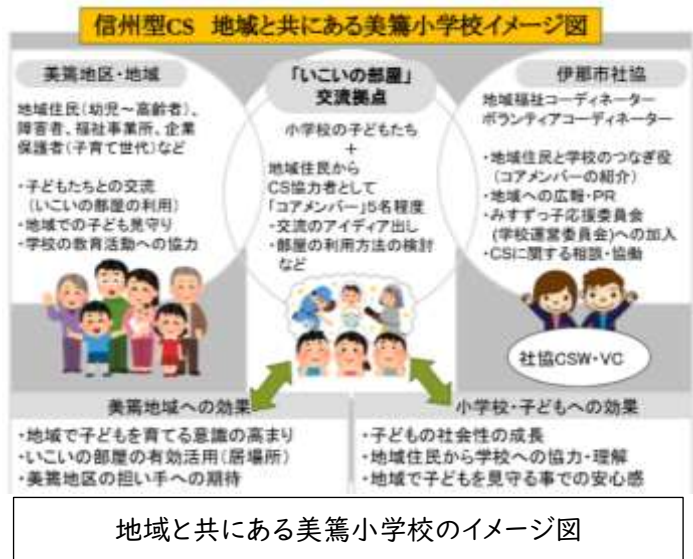 信州型CS 地域と共にある美篶小学校イメージ図
美篶地区・地域
地域住民(幼児～高齢者)、
障害者、福祉事業所、企業
保護者(子育て世代)など
・子どもたちとの交流
(いこいの部屋の利用)
・地域での子ども見守り
・学校の教育活動への協力
「いこいの部屋」
交流拠点
小学校の子どもたち
+
地域住民から
CS協力者として
「コアメンバー」5名程度
・交流のアイディア出し
・部屋の利用方法の検討
など
伊那市社協
地域福祉コーディネーター
ボランティアコーディネーター
・地域住民と学校のつなぎ役
(コアメンバーの紹介)
・地域への広報・PR
・みすずっ子応援委員会
(学校運営委員会)への加入
・CSに関する相談・協働
社協CSW・VC
美篶地域への効果
・地域で子どもを育てる意識の高まり
・いこいの部屋の有効活用(居場所)
・美篶地区の担い手への期待
小学校・子どもへの効果
・子どもの社会性の成長
・地域住民から学校への協力・理解
・地域で子どもを見守る事での安心感
地域と共にある美篶小学校のイメージ図